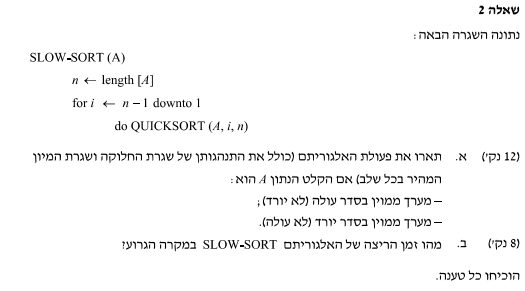 שאלה 2
נתונה השגרה הבאה:
SLOW-SORT (A)
n ← length [A]
for i ← n – 1 downto 1
do QUICKSORT (A, i, n)
(12 נק') א. תארו את פעולת האלגוריתם (כולל את התנהגותן של שגרת החלוקה ושגרת המיון
המהיר בכל שלב) אם הקלט הנתון A הוא:
– מערך ממוין בסדר עולה (לא יורד);
– מערך ממוין בסדר יורד (לא עולה).
(8 נק') ב. מהו זמן הריצה של האלגוריתם SLOW-SORT במקרה הגרוע?
הוכיחו כל טענה.